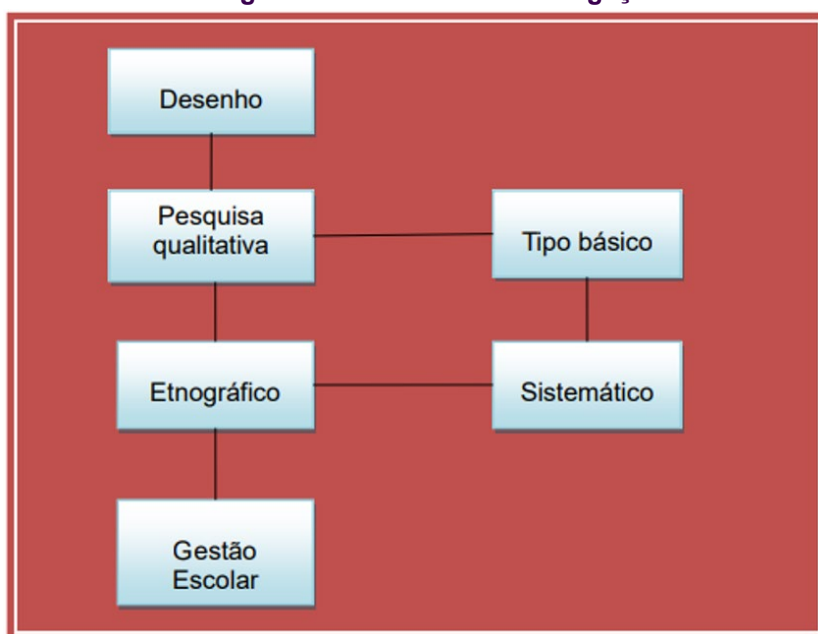 Desenho
Pesquisa
qualitativa
Tipo básico
Etnográfico
Sistemático
Gestão
Escolar